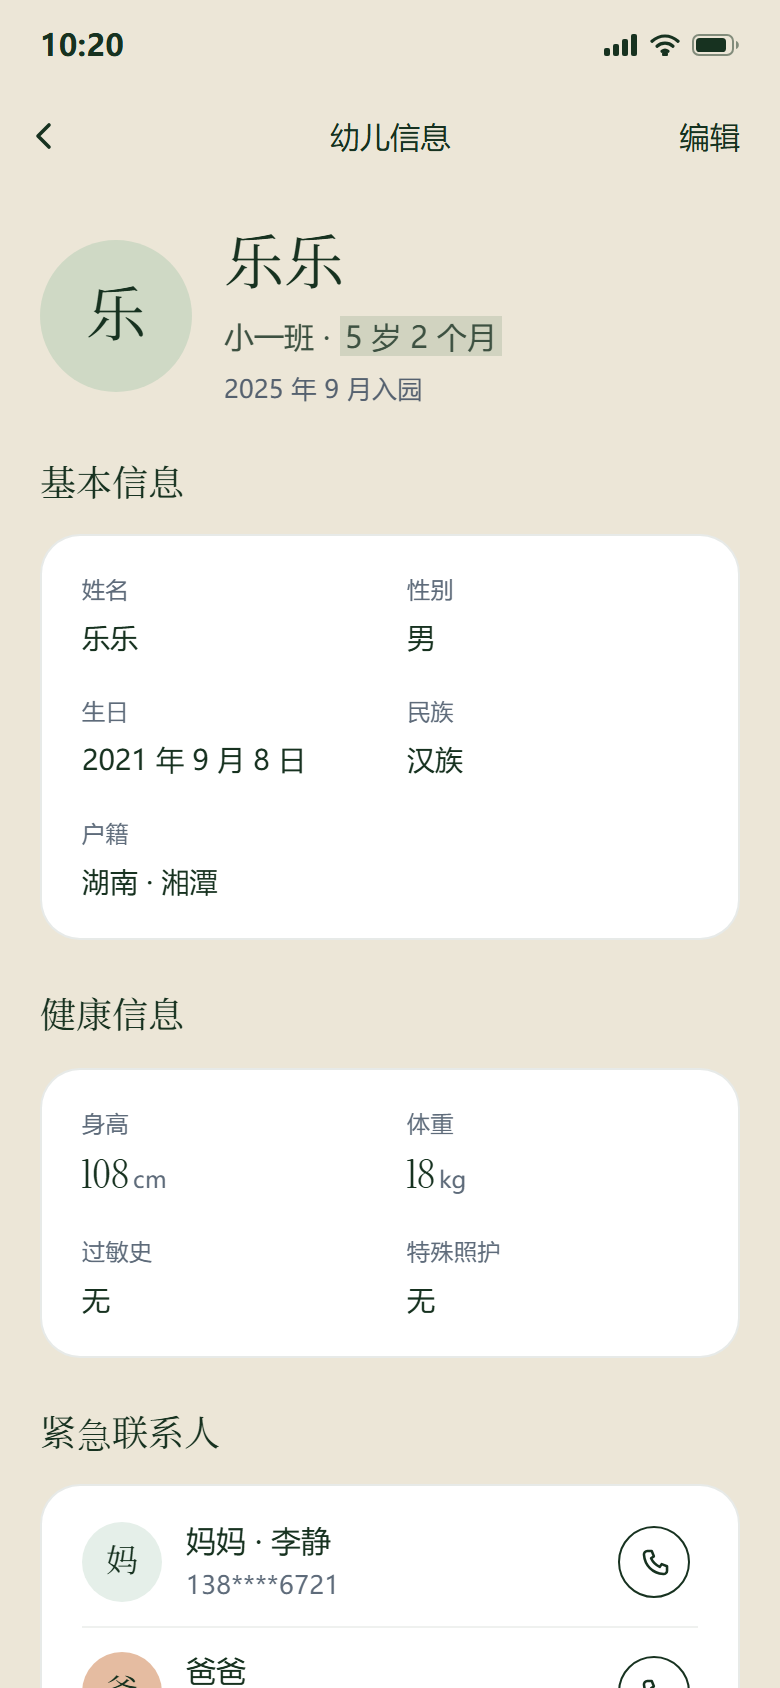 10:20
幼儿信息 编辑
乐
乐乐
小一班 · 5 岁 2 个月
2025 年 9 月入园
基本信息
姓名 性别
乐乐 男
生日 民族
2021 年 9 月 8 日 汉族
户籍
湖南 · 湘潭
健康信息
身高 体重
108 cm 18 kg
过敏史 特殊照护
无 无
紧急联系人
妈
妈妈 · 李静
138****6721
爸爸